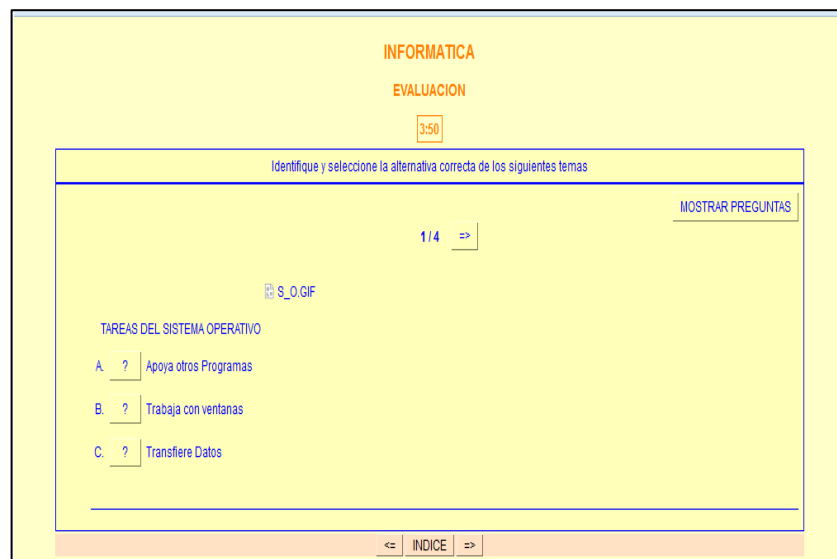 INFORMATICA
EVALUACION
3:50
Identifique y seleccione la alternativa correcta de los siguientes temas
MOSTRAR PREGUNTAS
1 / 4 =>
S_O.GIF
TAREAS DEL SISTEMA OPERATIVO
A. ? Apoya otros Programas
B. ? Trabaja con ventanas
C. ? Transfiere Datos
<= INDICE =>